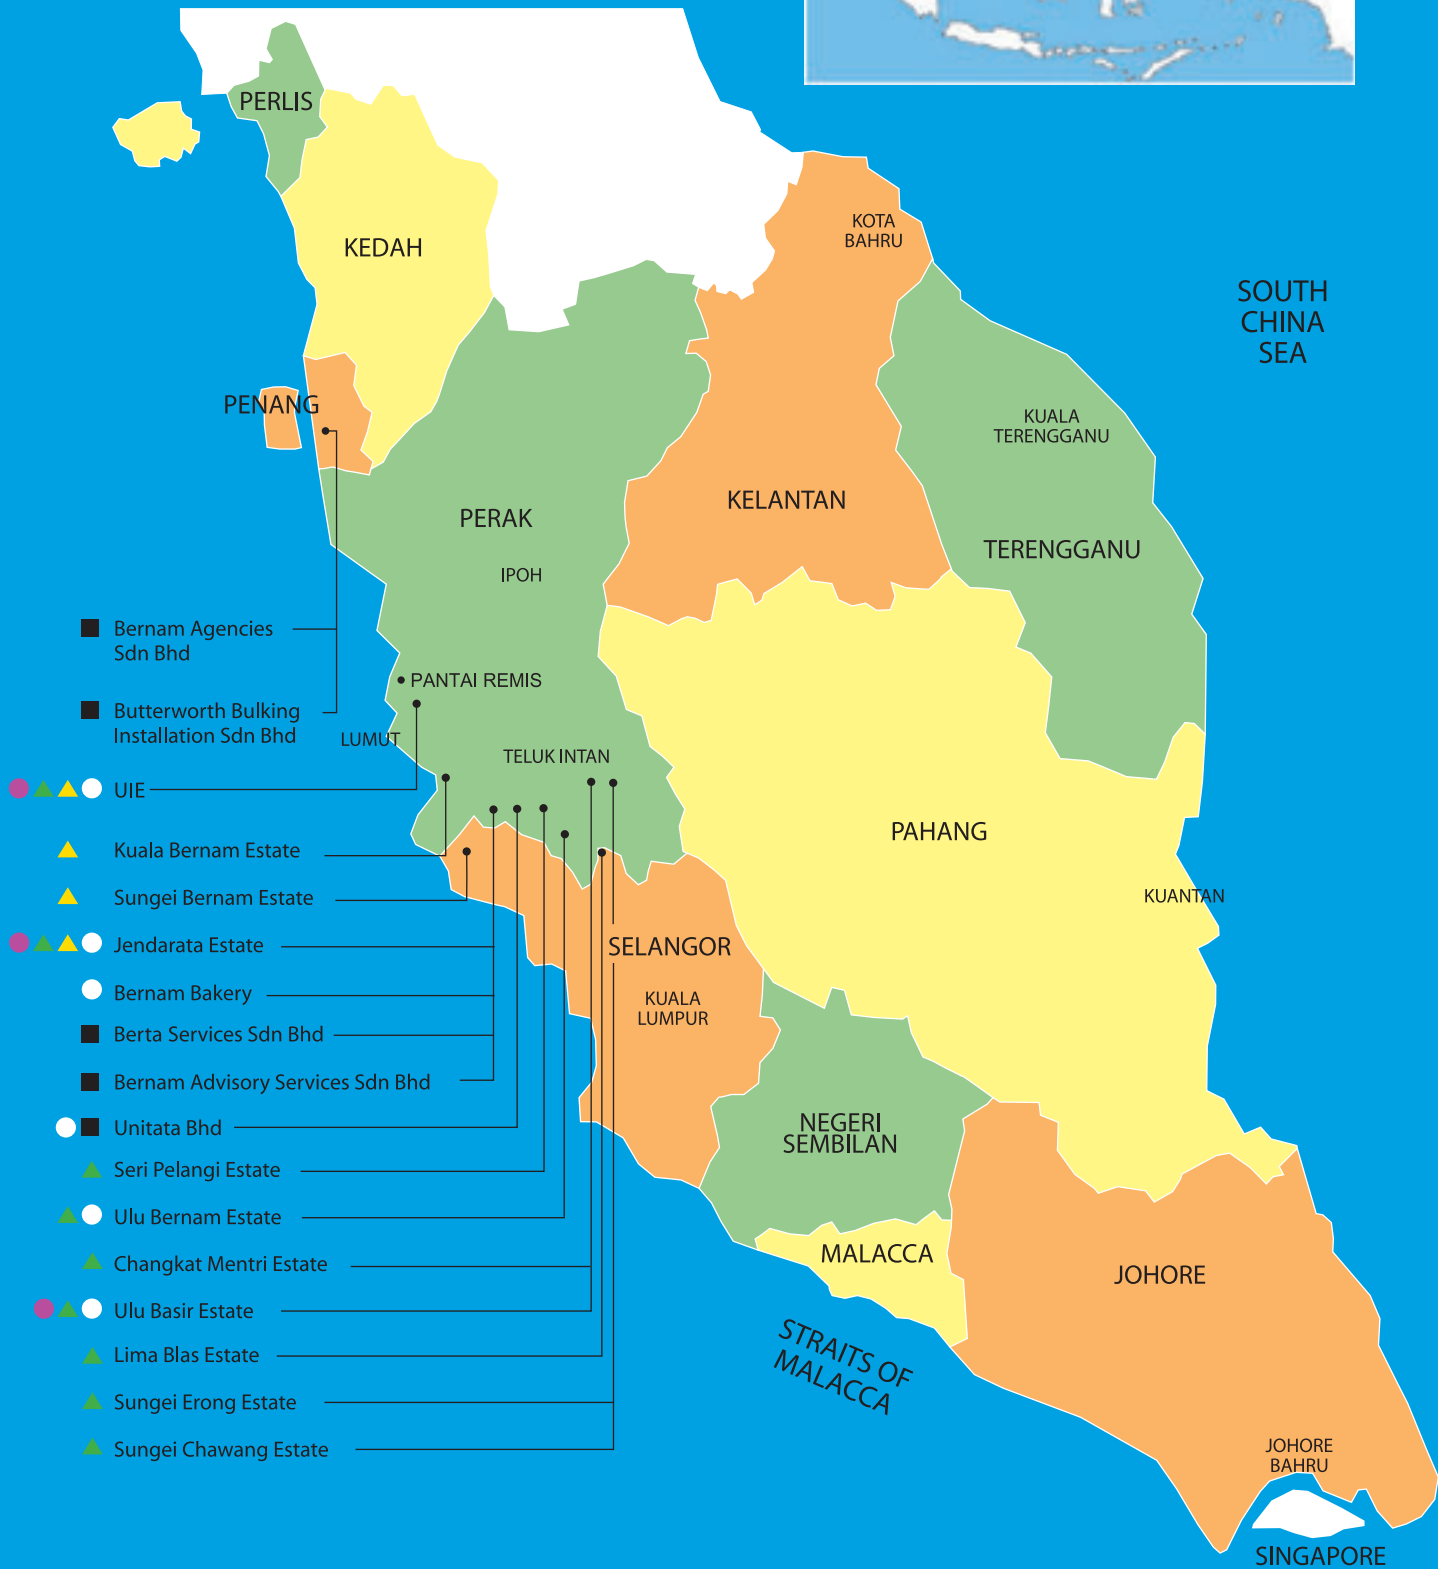 PERLIS
KEDAH
KOTA
BAHRU
SOUTH
CHINA
SEA
PENANG
KUALA
TERENGGANU
KELANTAN
PERAK
TERENGGANU
IPOH
Bernam Agencies
Sdn Bhd
PANTAI REMIS
Butterworth Bulking
Installation Sdn Bhd
LUMUT
TELUK INTAN
UIE
PAHANG
Kuala Bernam Estate
Sungei Bernam Estate
KUANTAN
Jendarata Estate
SELANGOR
Bernam Bakery
KUALA
LUMPUR
Berta Services Sdn Bhd
Bernam Advisory Services Sdn Bhd
Unitata Bhd
NEGERI
SEMBILAN
Seri Pelangi Estate
Ulu Bernam Estate
MALACCA
Changkat Mentri Estate
JOHORE
Ulu Basir Estate
STRAITS OF
MALACCA
Lima Blas Estate
Sungei Erong Estate
Sungei Chawang Estate
JOHORE
BAHRU
SINGAPORE